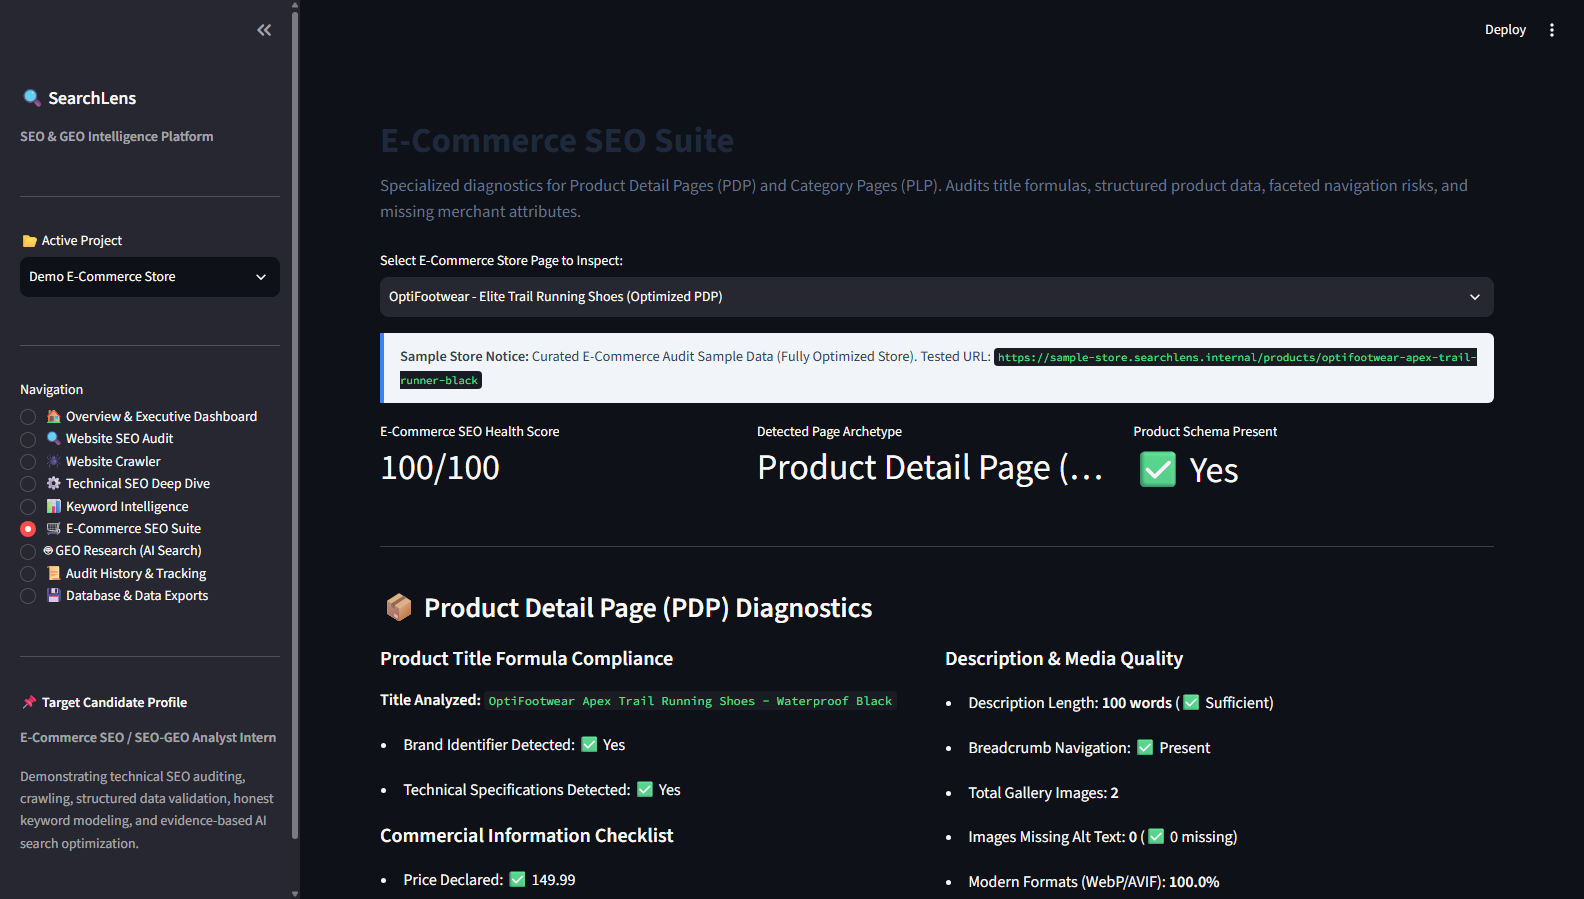 SearchLens
SEO & GEO Intelligence Platform
Active Project
Demo E-Commerce Store
Navigation
Overview & Executive Dashboard
Website SEO Audit
Website Crawler
Technical SEO Deep Dive
Keyword Intelligence
E-Commerce SEO Suite
GEO Research (AI Search)
Audit History & Tracking
Database & Data Exports
Target Candidate Profile
E-Commerce SEO / SEO-GEO Analyst Intern
Demonstrating technical SEO auditing,
crawling, structured data validation, honest
keyword modeling, and evidence-based AI
search optimization.
Deploy
E-Commerce SEO Suite
Specialized diagnostics for Product Detail Pages (PDP) and Category Pages (PLP). Audits title formulas, structured product data, faceted navigation risks, and
missing merchant attributes.
Select E-Commerce Store Page to Inspect:
OptiFootwear - Elite Trail Running Shoes (Optimized PDP)
Sample Store Notice: Curated E-Commerce Audit Sample Data (Fully Optimized Store). Tested URL: https://sample-store.searchlens.internal/products/optifootwear-apex-trail-
runner-black
E-Commerce SEO Health Score
100/100
Detected Page Archetype
Product Detail Page (...
Product Schema Present
✅ Yes
Product Detail Page (PDP) Diagnostics
Product Title Formula Compliance
Title Analyzed: OptiFootwear Apex Trail Running Shoes - Waterproof Black
• Brand Identifier Detected: ✅ Yes
• Technical Specifications Detected: ✅ Yes
Commercial Information Checklist
• Price Declared: ✅ 149.99
Description & Media Quality
• Description Length: 100 words (✅ Sufficient)
• Breadcrumb Navigation: ✅ Present
• Total Gallery Images: 2
• Images Missing Alt Text: 0 (✅ 0 missing)
• Modern Formats (WebP/AVIF): 100.0%